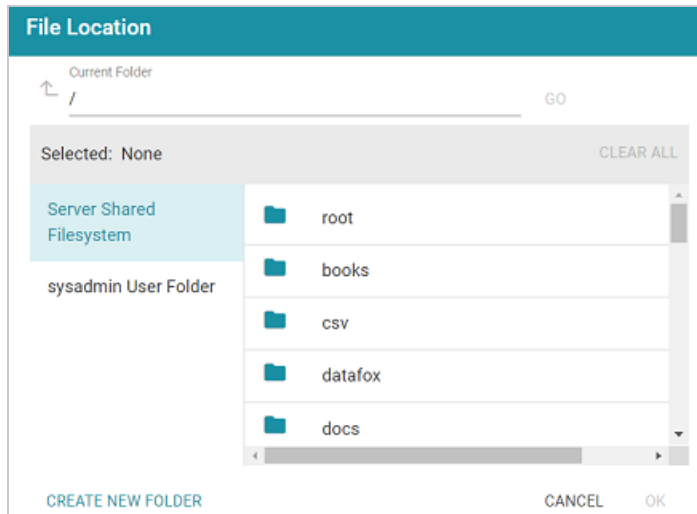 File Location
Current Folder
/
GO
Selected: None
CLEAR ALL
Server Shared
Filesystem
sysadmin User Folder
root
books
csv
datafox
docs
CREATE NEW FOLDER
CANCEL
OK